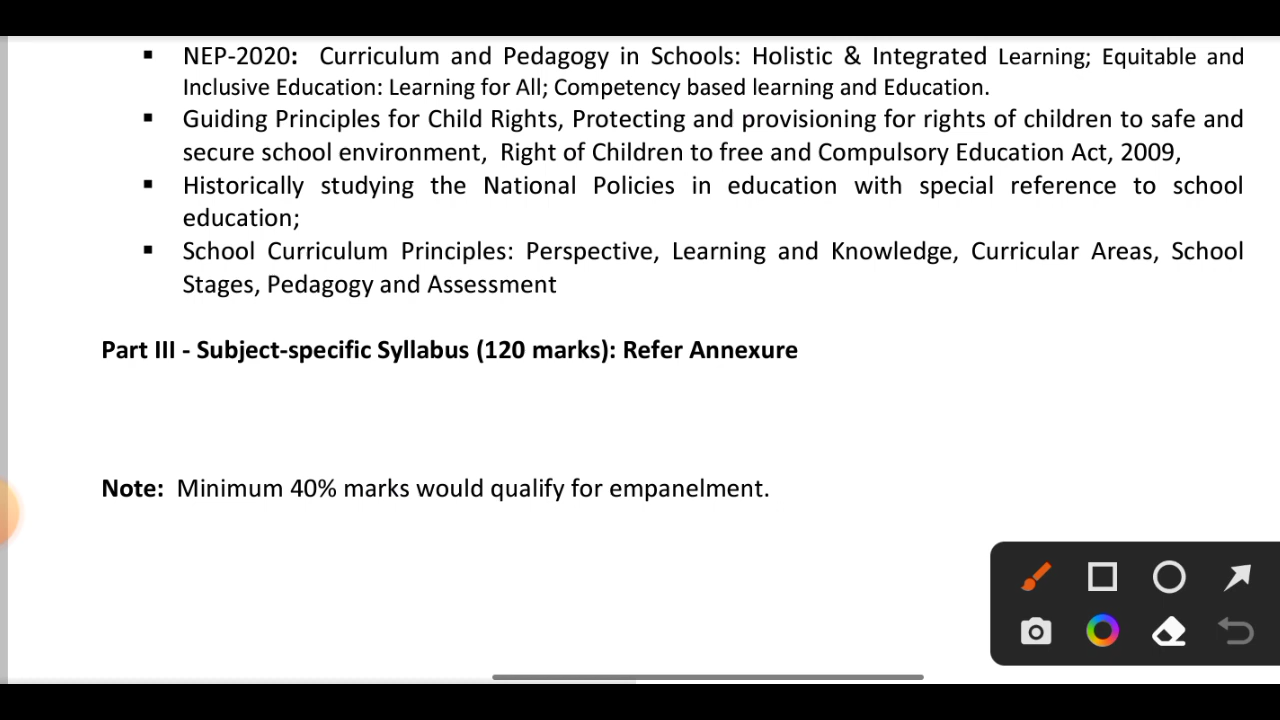 ▪ NEP-2020: Curriculum and Pedagogy in Schools: Holistic & Integrated Learning; Equitable and
Inclusive Education: Learning for All; Competency based learning and Education.
▪ Guiding Principles for Child Rights, Protecting and provisioning for rights of children to safe and
secure school environment, Right of Children to free and Compulsory Education Act, 2009,
▪ Historically studying the National Policies in education with special reference to school
education;
▪ School Curriculum Principles: Perspective, Learning and Knowledge, Curricular Areas, School
Stages, Pedagogy and Assessment
Part III - Subject-specific Syllabus (120 marks): Refer Annexure
Note: Minimum 40% marks would qualify for empanelment.